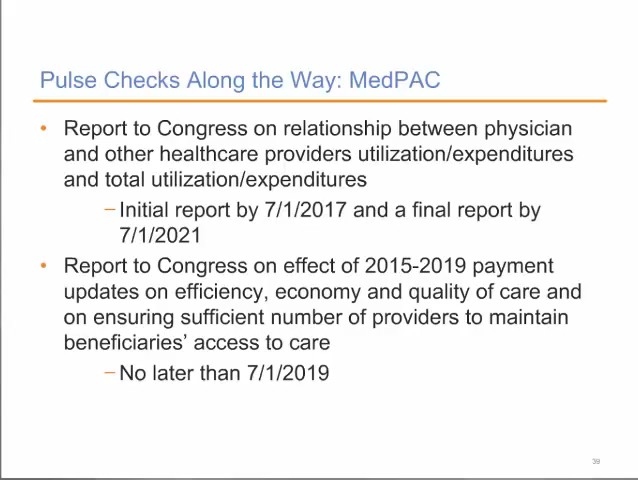 Pulse Checks Along the Way: MedPAC
• Report to Congress on relationship between physician
and other healthcare providers utilization/expenditures
and total utilization/expenditures
– Initial report by 7/1/2017 and a final report by
7/1/2021
• Report to Congress on effect of 2015-2019 payment
updates on efficiency, economy and quality of care and
on ensuring sufficient number of providers to maintain
beneficiaries’ access to care
– No later than 7/1/2019
39